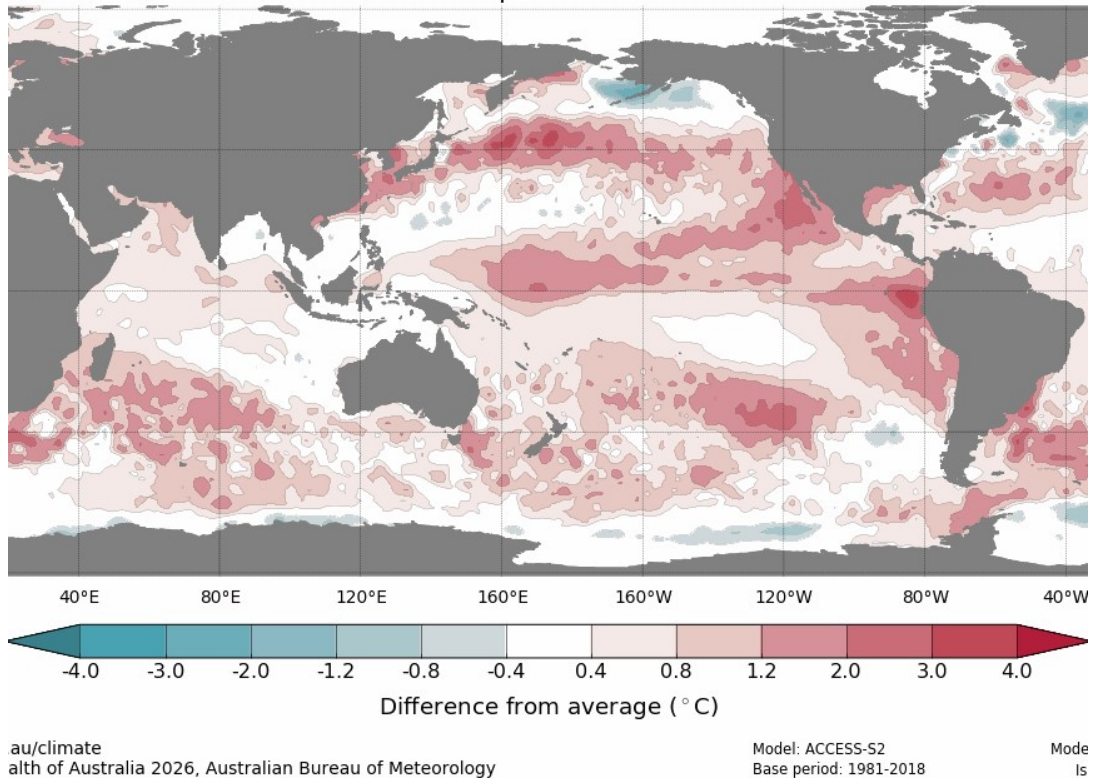 40°E 80°E 120°E 160°E 160°W 120°W 80°W 40°W
-4.0 -3.0 -2.0 -1.2 -0.8 -0.4 0.4 0.8 1.2 2.0 3.0 4.0
Difference from average (°C)
.au/climate
alth of Australia 2026, Australian Bureau of Meteorology
Model: ACCESS-S2
Base period: 1981-2018
Mode
Is